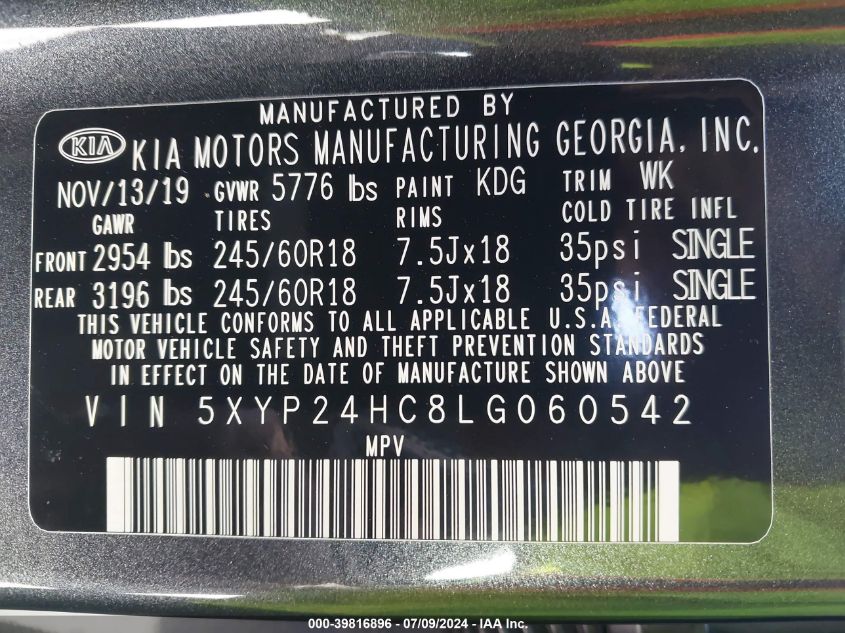 MANUFACTURED BY
KIA KIA MOTORS MANUFACTURING GEORGIA, INC.
NOV/13/19 GVWR 5776 lbs PAINT KDG TRIM WK
GAWR TIRES RIMS COLD TIRE INFL
FRONT 2954 lbs 245/60R18 7.5Jx18 35psi SINGLE
REAR 3196 lbs 245/60R18 7.5Jx18 35psi SINGLE
THIS VEHICLE CONFORMS TO ALL APPLICABLE U.S.A. FEDERAL
MOTOR VEHICLE SAFETY AND THEFT PREVENTION STANDARDS
IN EFFECT ON THE DATE OF MANUFACTURE SHOWN ABOVE
VIN 5XYP24HC8LG060542
MPV
000-39816896 - 07/09/2024 - IAA Inc.